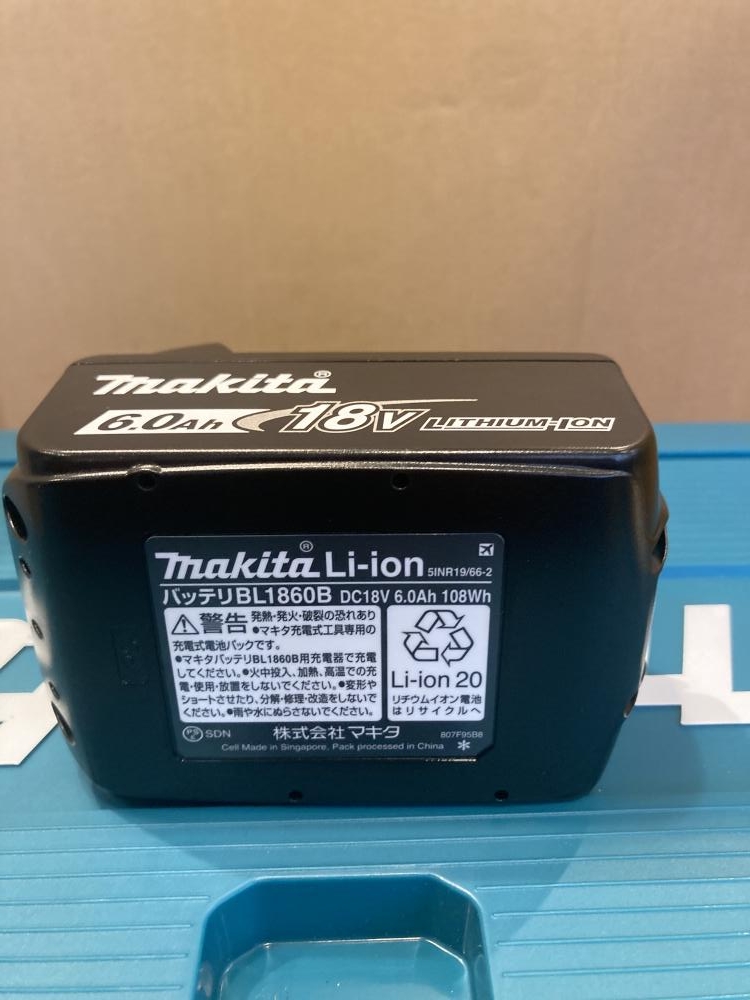 makita®
6.0Ah 18V LITHIUM-ION
makita® Li-ion 5INR19/66-2
バッテリBL1860B DC18V 6.0Ah 108Wh
警告 発熱・発火・破裂の恐れあり
●マキタ充電式工具専用の
充電式電池パックです。
●マキタバッテリBL1860B用充電器で充電
してください。●火中投入、加熱、高温での充
電・使用・放置をしないでください。●変形や
ショートさせたり、分解・修理・改造をしないで
ください。●雨や水にぬらさないでください。
Li-ion 20
リチウムイオン電池
はリサイクルへ
PS E SDN 株式会社マキタ 807F95B8
Cell Made in Singapore, Pack processed in China *